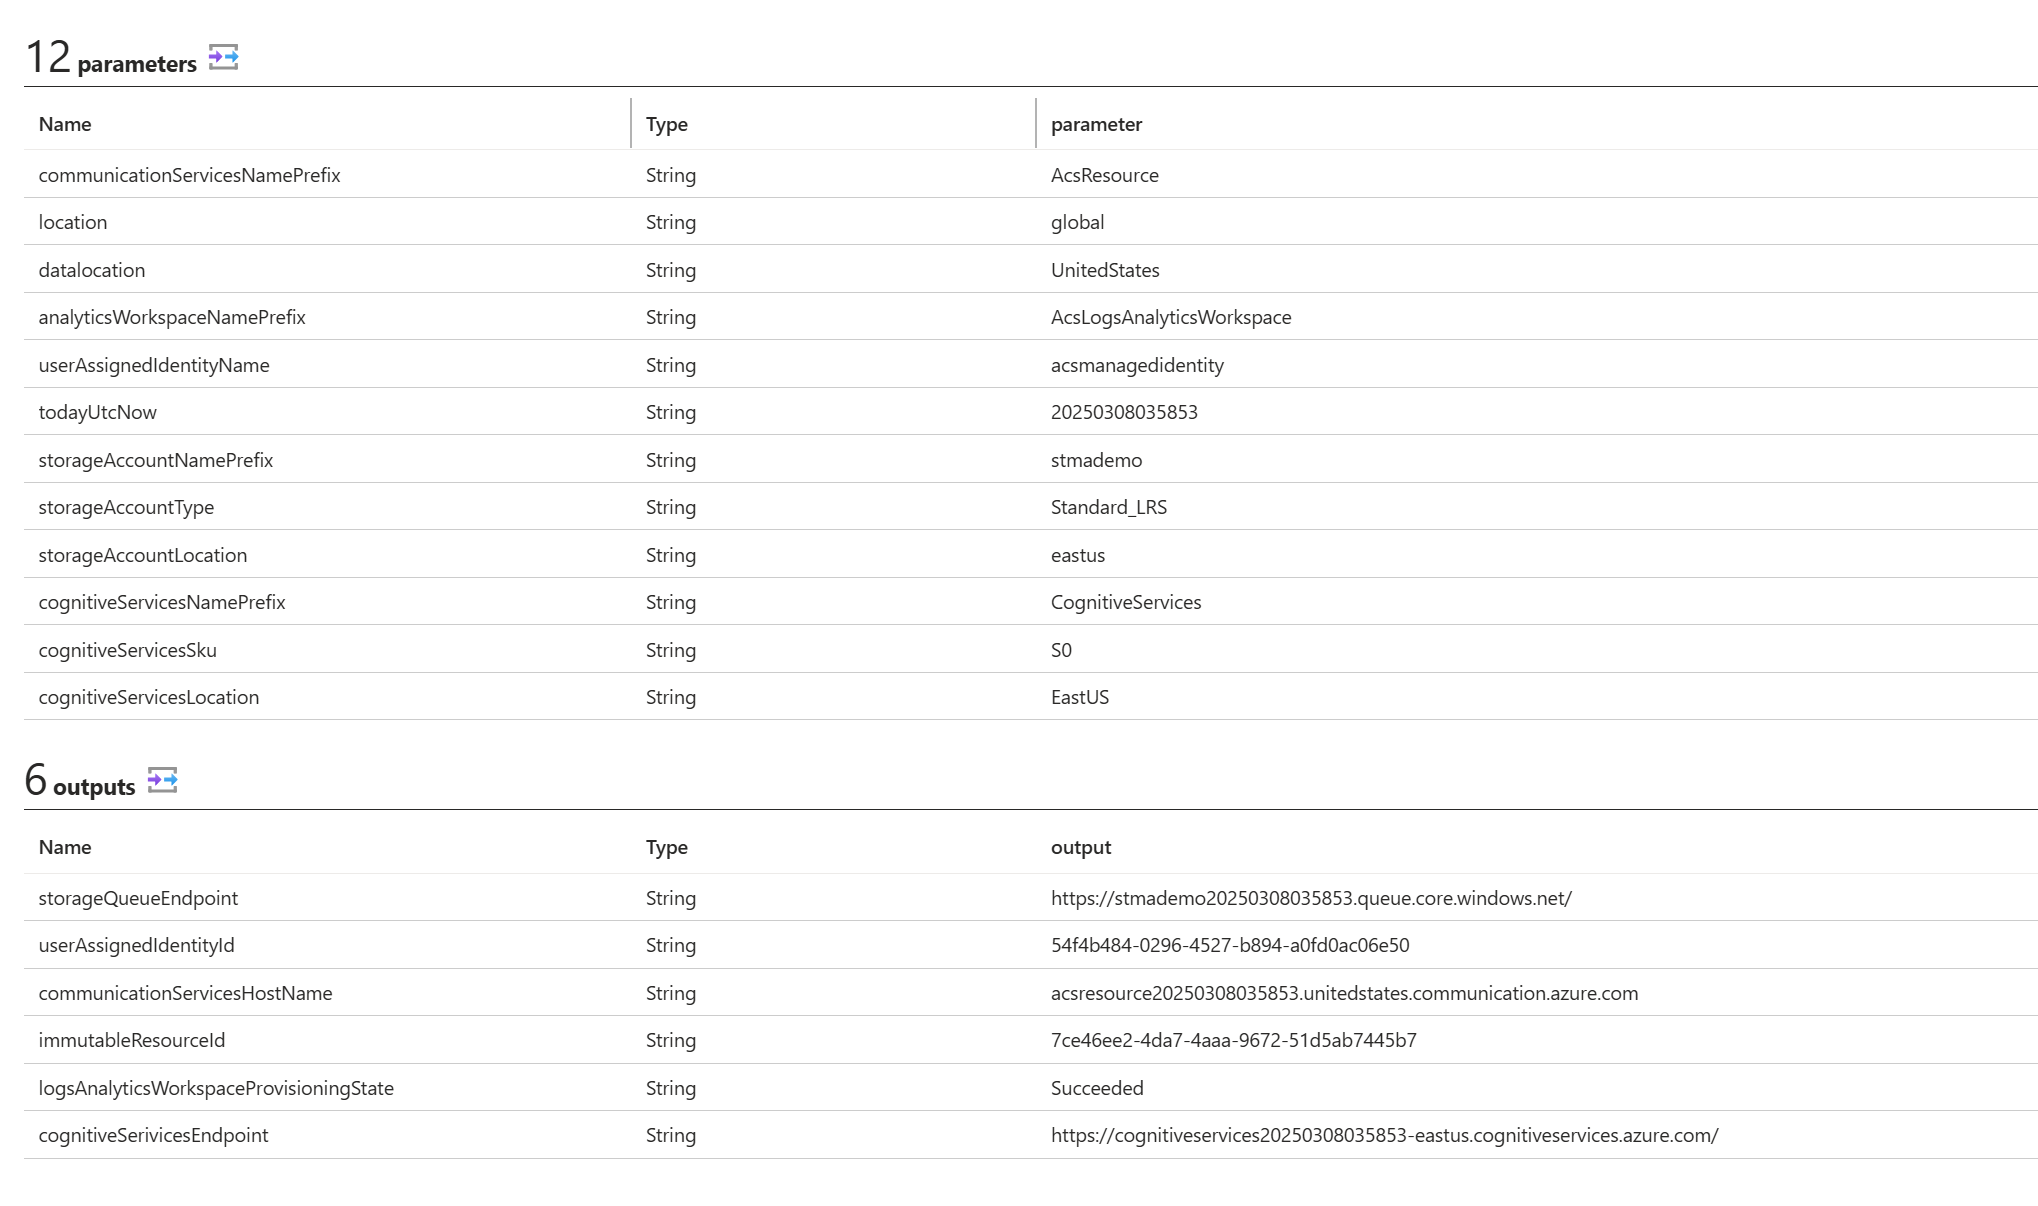 12 parameters
Name Type parameter
communicationServicesNamePrefix String AcsResource
location String global
datalocation String UnitedStates
analyticsWorkspaceNamePrefix String AcsLogsAnalyticsWorkspace
userAssignedIdentityName String acsmanagedidentity
todayUtcNow String 20250308035853
storageAccountNamePrefix String stmademo
storageAccountType String Standard_LRS
storageAccountLocation String eastus
cognitiveServicesNamePrefix String CognitiveServices
cognitiveServicesSku String S0
cognitiveServicesLocation String EastUS
6 outputs
Name Type output
storageQueueEndpoint String https://stmademo20250308035853.queue.core.windows.net/
userAssignedIdentityId String 54f4b484-0296-4527-b894-a0fd0ac06e50
communicationServicesHostName String acsresource20250308035853.unitedstates.communication.azure.com
immutableResourceId String 7ce46ee2-4da7-4aaa-9672-51d5ab7445b7
logsAnalyticsWorkspaceProvisioningState String Succeeded
cognitiveSerivicesEndpoint String https://cognitiveservices20250308035853-eastus.cognitiveservices.azure.com/